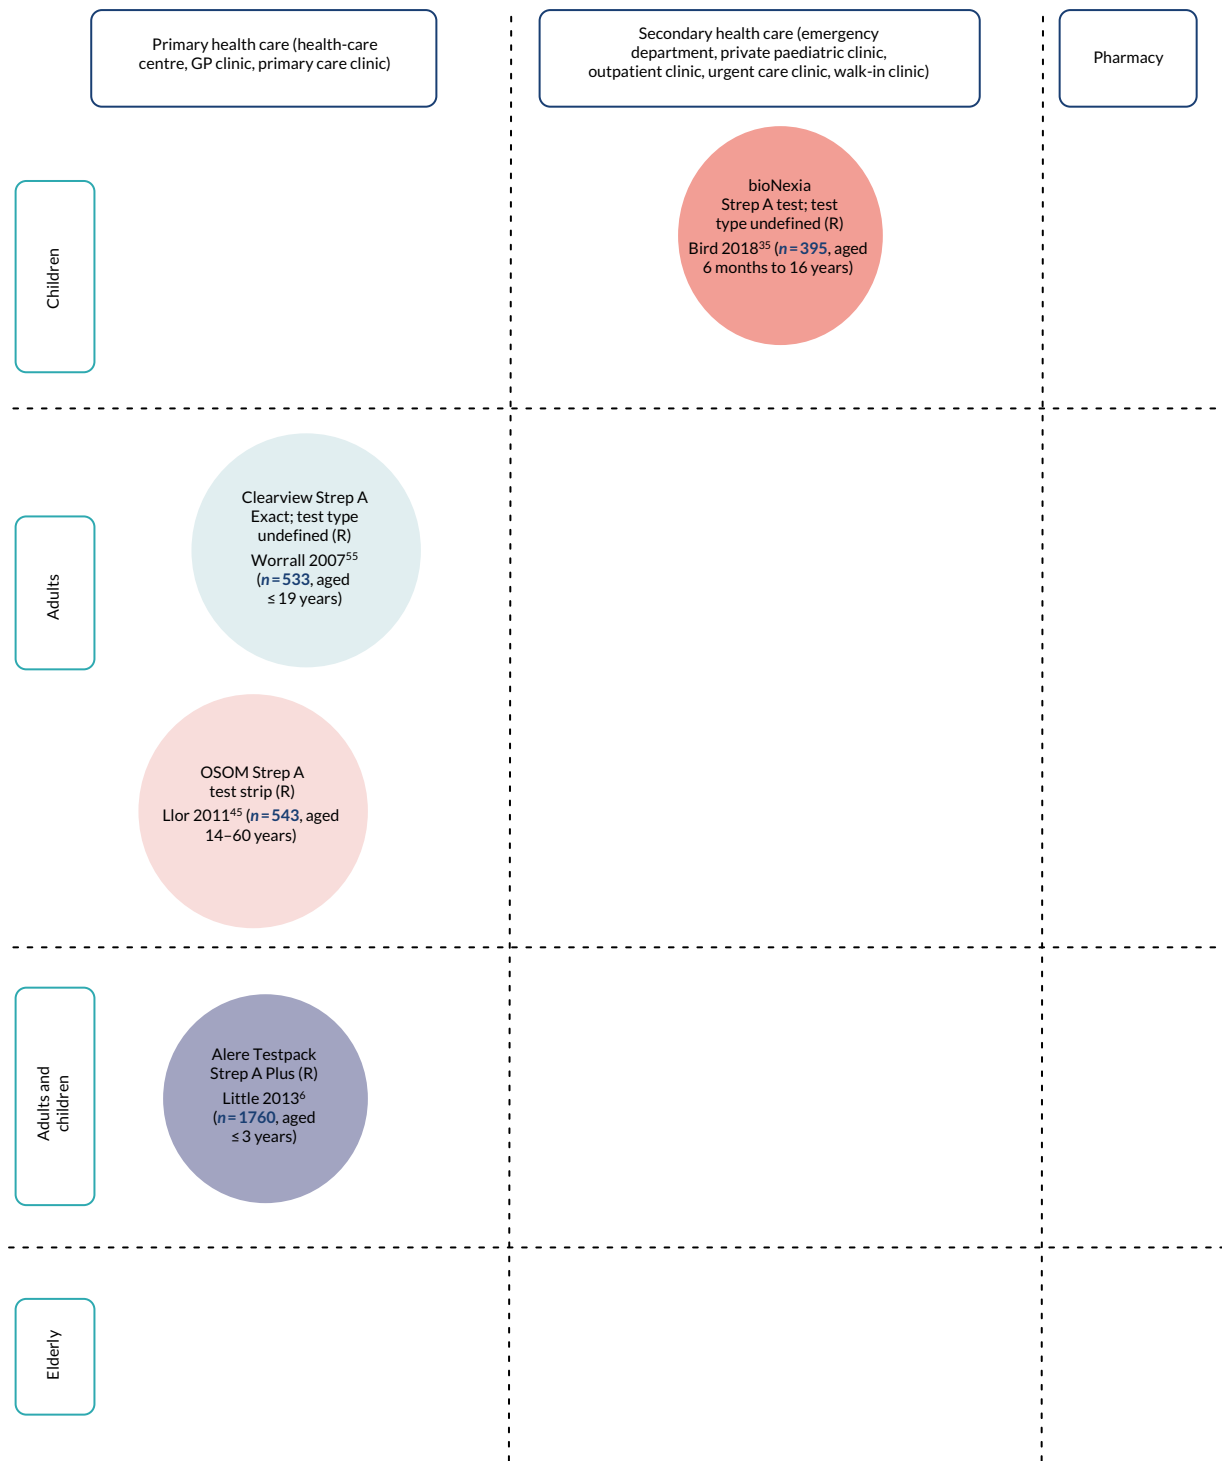 Primary health care (health-care
centre, GP clinic, primary care clinic)
Secondary health care (emergency
department, private paediatric clinic,
outpatient clinic, urgent care clinic, walk-in clinic)
Pharmacy
Children
bioNexia
Strep A test; test
type undefined (R)
Bird 2018³⁵ (n = 395, aged
6 months to 16 years)
Adults
Clearview Strep A
Exact; test type
undefined (R)
Worrall 2007⁵⁵
(n = 533, aged
≤ 19 years)
OSOM Strep A
test strip (R)
Llor 2011⁴⁵ (n = 543, aged
14–60 years)
Adults and
children
Alere Testpack
Strep A Plus (R)
Little 2013⁶
(n = 1760, aged
≤ 3 years)
Elderly